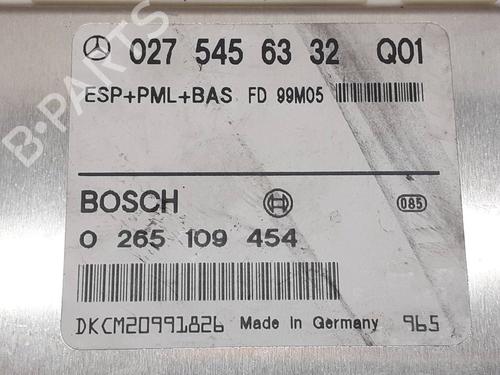 027 545 63 32 Q01
ESP+PML+BAS FD 99M05
BOSCH
085
0 265 109 454
DKCM20991826 Made in Germany 965
B-PARTS